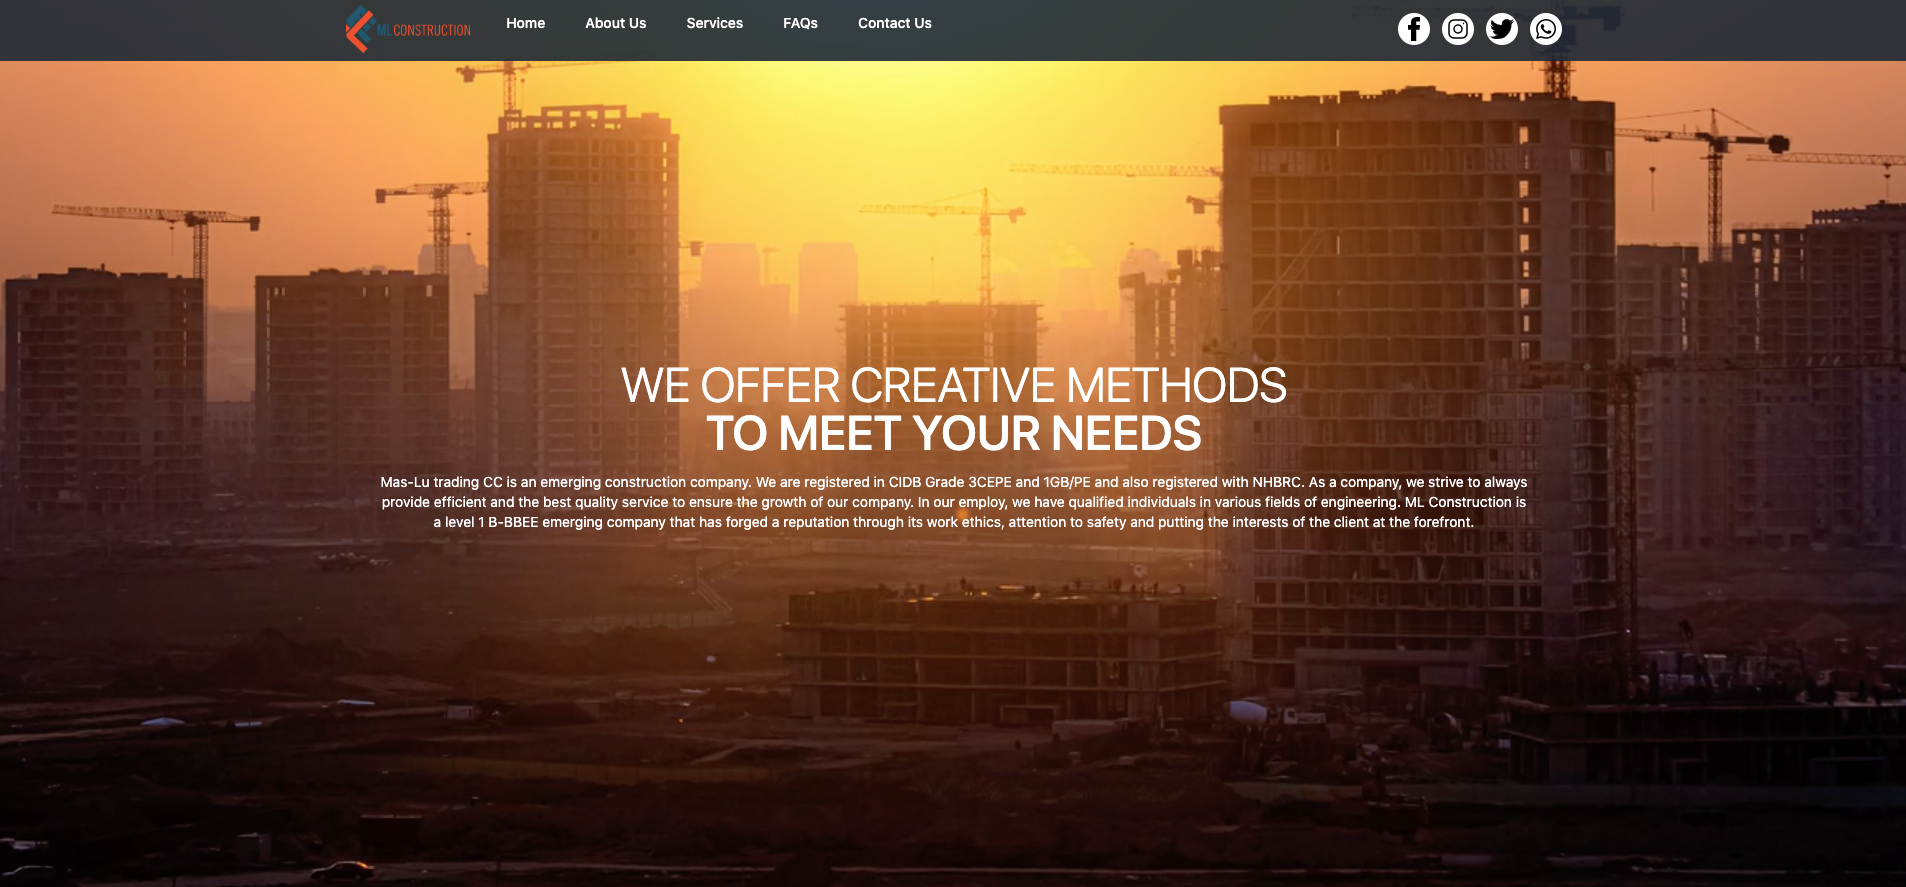 ML CONSTRUCTION
Home
About Us
Services
FAQs
Contact Us
WE OFFER CREATIVE METHODS
TO MEET YOUR NEEDS
Mas-Lu trading CC is an emerging construction company. We are registered in CIDB Grade 3CEPE and 1GB/PE and also registered with NHBRC. As a company, we strive to always
provide efficient and the best quality service to ensure the growth of our company. In our employ, we have qualified individuals in various fields of engineering. ML Construction is
a level 1 B-BBEE emerging company that has forged a reputation through its work ethics, attention to safety and putting the interests of the client at the forefront.